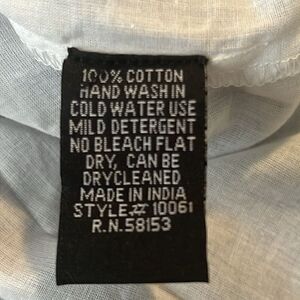 100% COTTON
HAND WASH IN
COLD WATER USE
MILD DETERGENT
NO BLEACH FLAT
DRY, CAN BE
DRYCLEANED
MADE IN INDIA
STYLE # 10061
R.N. 58153